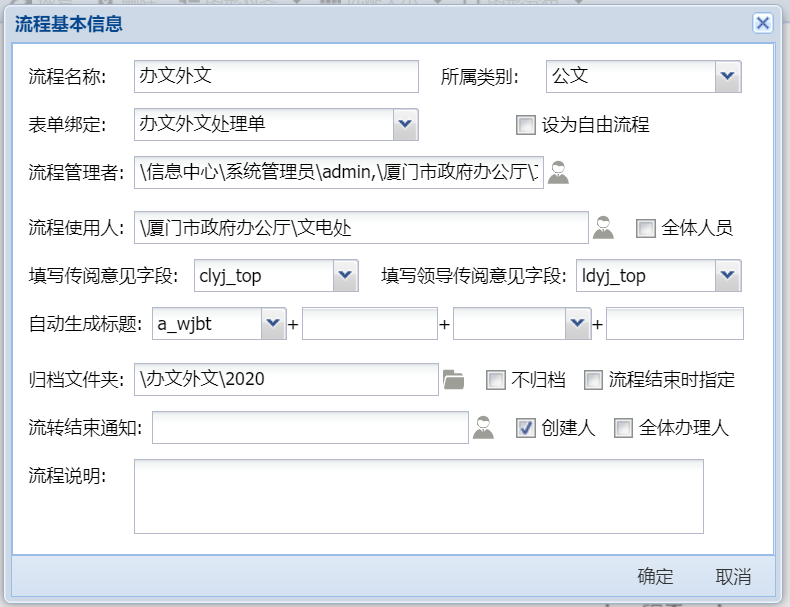 流程基本信息
流程名称: 办文外文 所属类别: 公文
表单绑定: 办文外文处理单 设为自由流程
流程管理者: \信息中心\系统管理员\admin,\厦门市政府办公厅\
流程使用人: \厦门市政府办公厅\文电处 全体人员
填写传阅意见字段: clyj_top 填写领导传阅意见字段: ldyj_top
自动生成标题: a_wjbt + + +
归档文件夹: \办文外文\2020 不归档 流程结束时指定
流转结束通知: 创建人 全体办理人
流程说明:
确定 取消